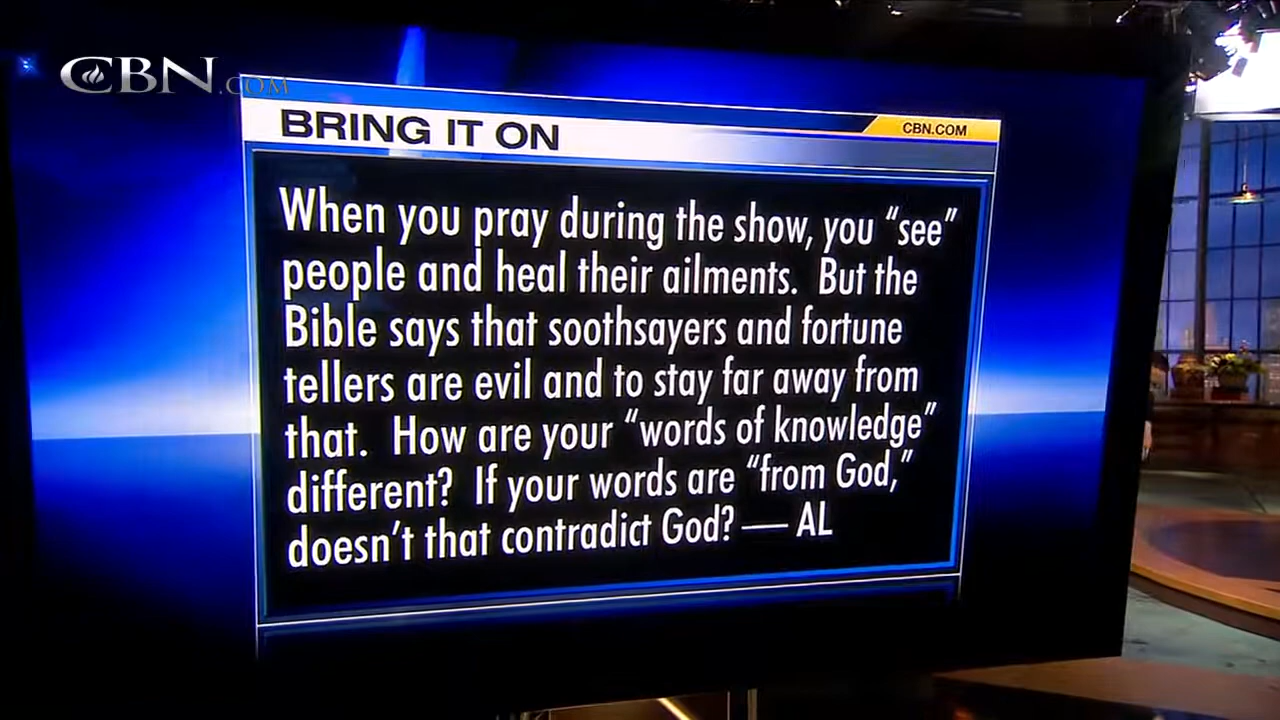 CBN.COM
BRING IT ON
CBN.COM
When you pray during the show, you “see”
people and heal their ailments.  But the
Bible says that soothsayers and fortune
tellers are evil and to stay far away from
that.  How are your “words of knowledge”
different?  If your words are “from God,”
doesn’t that contradict God? — AL